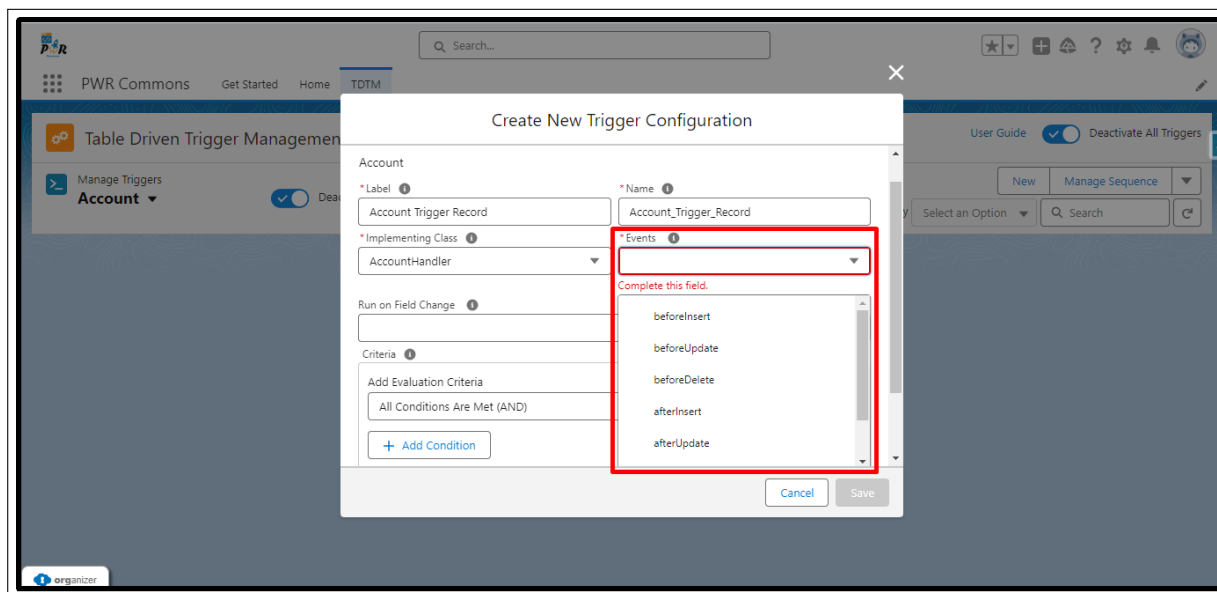 PWR
Search...
PWR Commons Get Started Home TDTM
Create New Trigger Configuration
Table Driven Trigger Managemen
User Guide Deactivate All Triggers
Manage Triggers
Account
Dea
New Manage Sequence
y Select an Option Search
Account
*Label *Name
Account Trigger Record Account_Trigger_Record
*Implementing Class *Events
AccountHandler
Complete this field.
Run on Field Change
beforeInsert
beforeUpdate
Criteria
Add Evaluation Criteria
beforeDelete
All Conditions Are Met (AND)
afterInsert
+ Add Condition
afterUpdate
Cancel Save
organizer